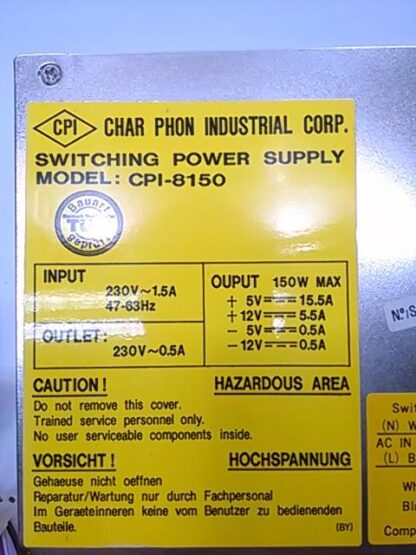 CPI CHAR PHON INDUSTRIAL CORP.
SWITCHING POWER SUPPLY
MODEL: CPI-8150
Bauart
TÜV
geprüft
INPUT
230V~1.5A
47-63Hz
OUTLET:
230V~0.5A
OUPUT 150W MAX
+ 5V⎓15.5A
+12V⎓5.5A
- 5V⎓0.5A
-12V⎓0.5A
CAUTION! HAZARDOUS AREA
Do not remove this cover.
Trained service personnel only.
No user serviceable components inside.
VORSICHT! HOCHSPANNUNG
Gehaeuse nicht oeffnen
Reparatur/Wartung nur durch Fachpersonal
Im Geraeteinneren keine vom Benutzer zu bedienenden
Bauteile. (BY)
Nº/S
Swit
(N) W
AC IN
(L) B
Wh
Bl
Comp